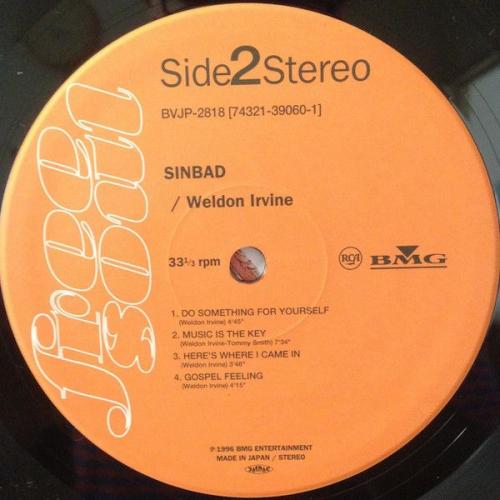 Side2Stereo
BVJP-2818 [74321-39060-1]
SINBAD
/ Weldon Irvine
33⅓ rpm
RCA
BMG
1. DO SOMETHING FOR YOURSELF
(Weldon Irvine) 4'45"
2. MUSIC IS THE KEY
(Weldon Irvine-Tommy Smith) 7'34"
3. HERE'S WHERE I CAME IN
(Weldon Irvine) 3'46"
4. GOSPEL FEELING
(Weldon Irvine) 4'15"
℗ 1996 BMG ENTERTAINMENT
MADE IN JAPAN / STEREO
free
soul